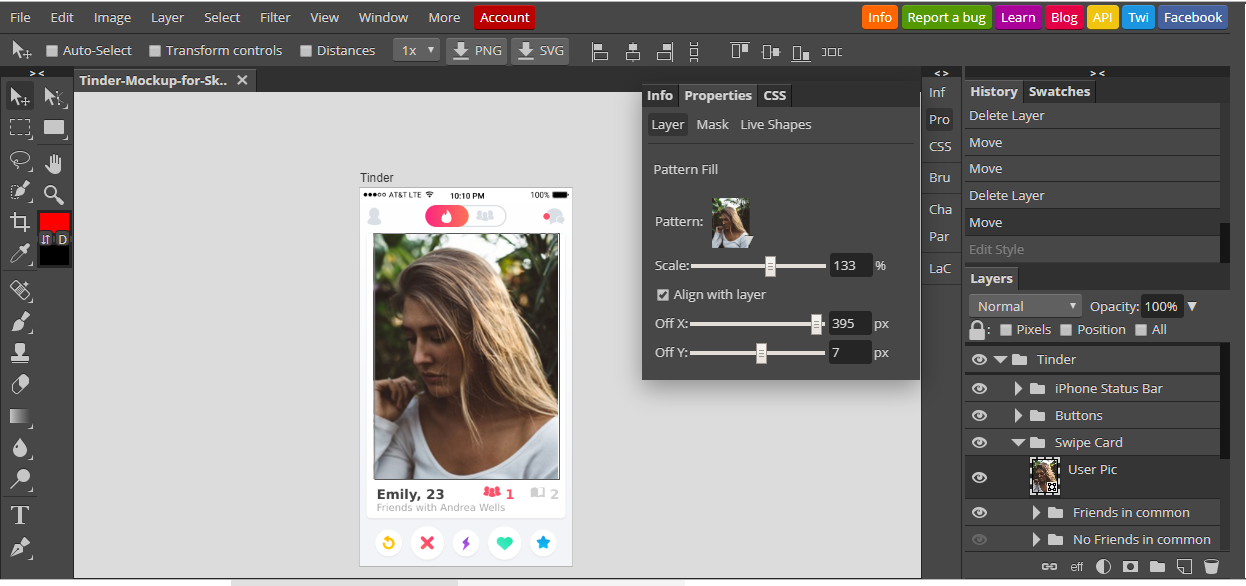 File Edit Image Layer Select Filter View Window More Account Info Report a bug Learn Blog API Twi Facebook
Auto-Select Transform controls Distances 1x PNG SVG
> < < > > <
Tinder-Mockup-for-Sk..
Info Properties CSS
Layer Mask Live Shapes
Pattern Fill
Pattern:
Scale: 133 %
Align with layer
Off X: 395 px
Off Y: 7 px
Inf
Pro
CSS
Bru
Cha
Par
LaC
History Swatches
Delete Layer
Move
Move
Delete Layer
Move
Edit Style
Layers
Normal Opacity: 100%
: Pixels Position All
Tinder
iPhone Status Bar
Buttons
Swipe Card
User Pic
Friends in common
No Friends in common
eff
D
T
Tinder
AT&T LTE 10:10 PM 100%
Emily, 23 1 2
Friends with Andrea Wells